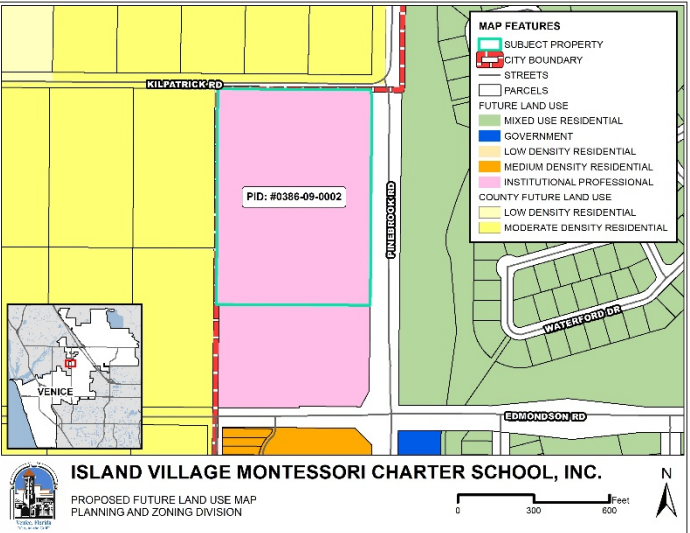 MAP FEATURES
SUBJECT PROPERTY
CITY BOUNDARY
STREETS
PARCELS
FUTURE LAND USE
MIXED USE RESIDENTIAL
GOVERNMENT
LOW DENSITY RESIDENTIAL
MEDIUM DENSITY RESIDENTIAL
INSTITUTIONAL PROFESSIONAL
COUNTY FUTURE LAND USE
LOW DENSITY RESIDENTIAL
MODERATE DENSITY RESIDENTIAL
KILPATRICK RD
PID: #0386-09-0002
PINEBROOK RD
WATERFORD DR
VENICE
EDMONDSON RD
ISLAND VILLAGE MONTESSORI CHARTER SCHOOL, INC.
PROPOSED FUTURE LAND USE MAP
PLANNING AND ZONING DIVISION
Venice, Florida
0 300 600 Feet
N